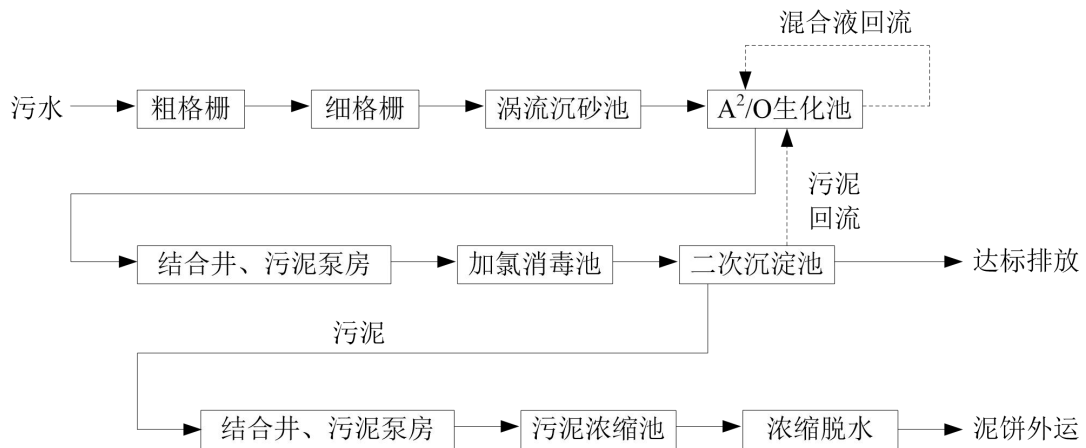 混合液回流
污水
粗格栅
细格栅
涡流沉砂池
A²/O生化池
污泥
回流
结合井、污泥泵房
加氯消毒池
二次沉淀池
达标排放
污泥
结合井、污泥泵房
污泥浓缩池
浓缩脱水
泥饼外运